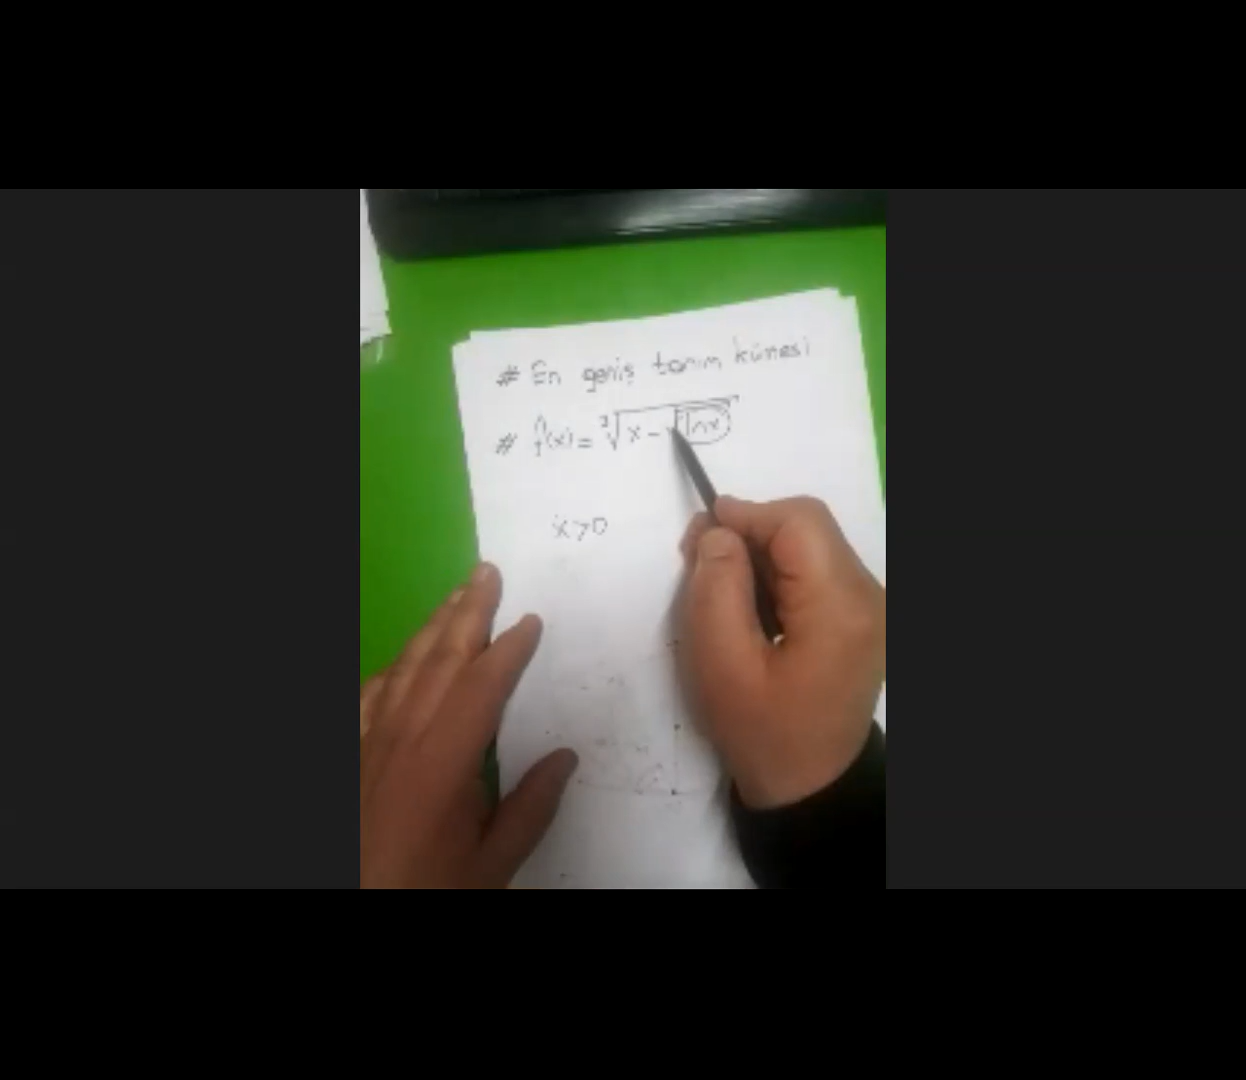 # En geniş tanım kümesi
# f(x) = ∛(x - √(lnx))
x>0